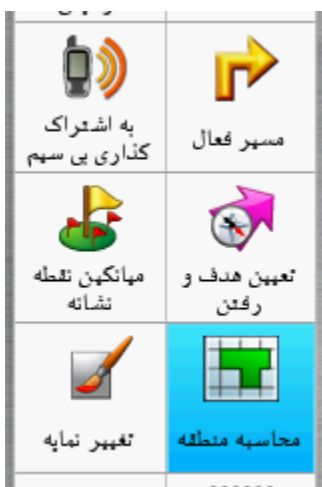 مسیر فعال
به اشتراک
گذاری بی سیم
تعیین هدف و
رفتن
میانگین نقطه
نشانه
محاسبه منطقه
تغییر نمایه